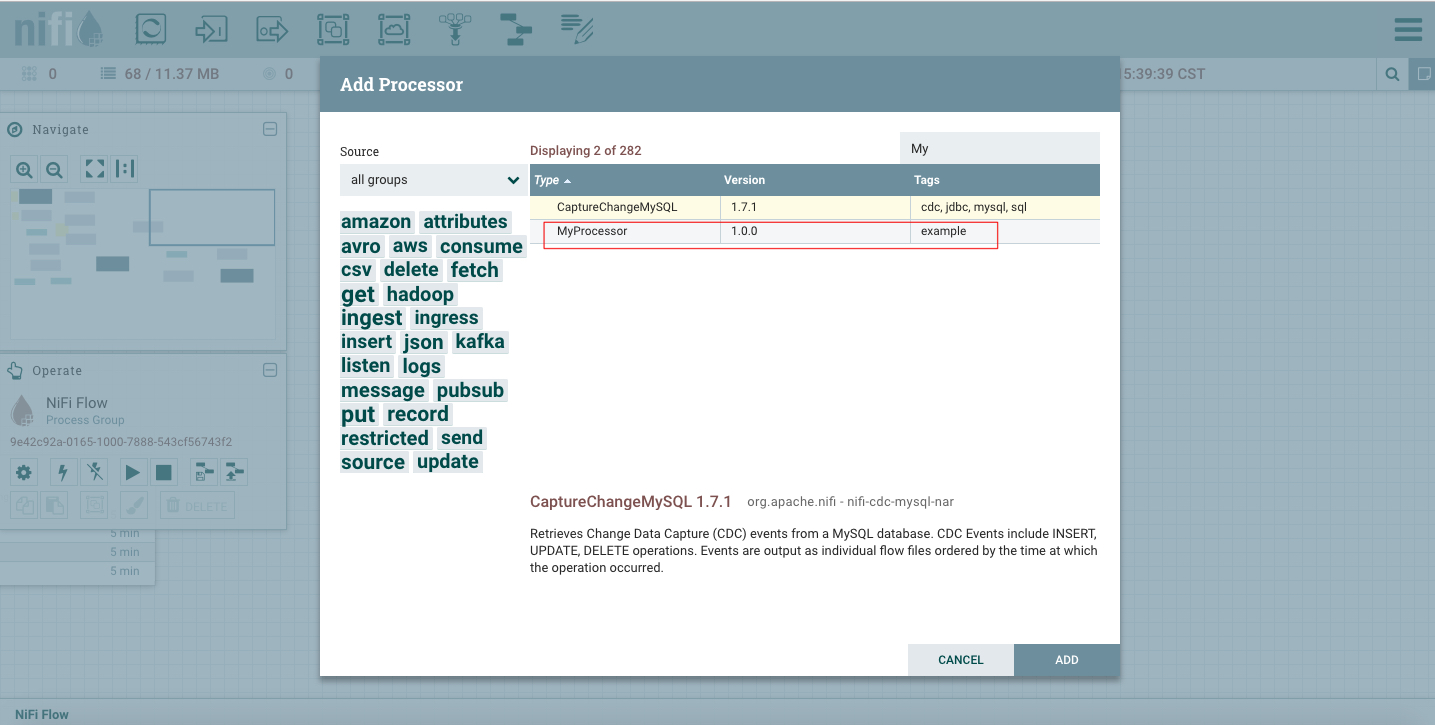 nifi
0
68 / 11.37 MB
0
5:39:39 CST
Navigate
Operate
NiFi Flow
Process Group
9e42c92a-0165-1000-7888-543cf56743f2
DELETE
5 min
5 min
5 min
Add Processor
Source
Displaying 2 of 282
My
all groups
Type
Version
Tags
CaptureChangeMySQL
1.7.1
cdc, jdbc, mysql, sql
MyProcessor
1.0.0
example
amazon attributes
avro aws consume
csv delete fetch
get hadoop
ingest ingress
insert json kafka
listen logs
message pubsub
put record
restricted send
source update
CaptureChangeMySQL 1.7.1 org.apache.nifi - nifi-cdc-mysql-nar
Retrieves Change Data Capture (CDC) events from a MySQL database. CDC Events include INSERT,
UPDATE, DELETE operations. Events are output as individual flow files ordered by the time at which
the operation occurred.
CANCEL
ADD
NiFi Flow